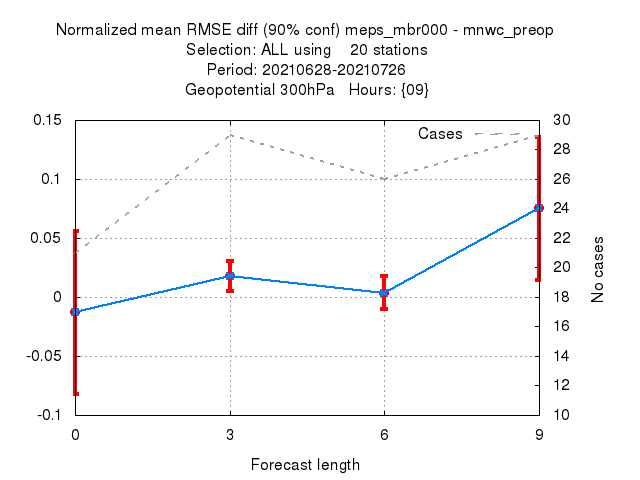 Normalized mean RMSE diff (90% conf) meps_mbr000 - mnwc_preop
Selection: ALL using 20 stations
Period: 20210628-20210726
Geopotential 300hPa Hours: {09}
Cases
0.15
0.1
0.05
0
-0.05
-0.1
30
28
26
24
22
20
18
16
14
12
10
No cases
0 3 6 9
Forecast length